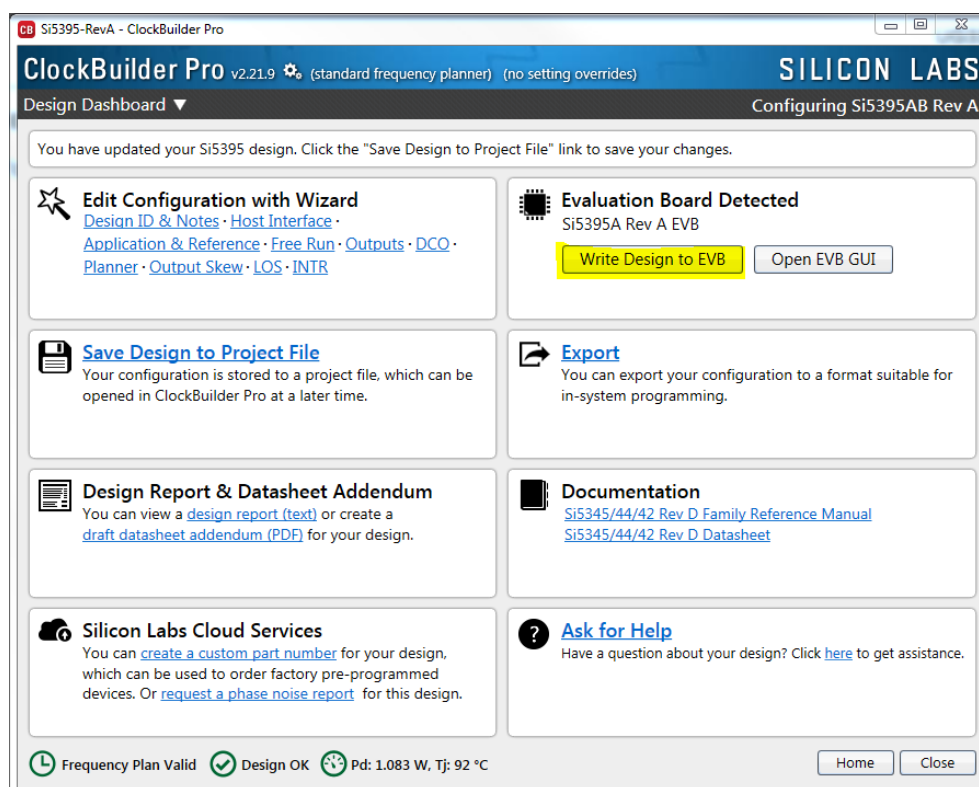 CB Si5395-RevA - ClockBuilder Pro
ClockBuilder Pro v2.21.9 (standard frequency planner) (no setting overrides) SILICON LABS
Design Dashboard ▼ Configuring Si5395AB Rev A
You have updated your Si5395 design. Click the "Save Design to Project File" link to save your changes.
Edit Configuration with Wizard
Design ID & Notes · Host Interface ·
Application & Reference · Free Run · Outputs · DCO ·
Planner · Output Skew · LOS · INTR
Evaluation Board Detected
Si5395A Rev A EVB
Write Design to EVB Open EVB GUI
Save Design to Project File
Your configuration is stored to a project file, which can be
opened in ClockBuilder Pro at a later time.
Export
You can export your configuration to a format suitable for
in-system programming.
Design Report & Datasheet Addendum
You can view a design report (text) or create a
draft datasheet addendum (PDF) for your design.
Documentation
Si5345/44/42 Rev D Family Reference Manual
Si5345/44/42 Rev D Datasheet
Silicon Labs Cloud Services
You can create a custom part number for your design,
which can be used to order factory pre-programmed
devices. Or request a phase noise report for this design.
Ask for Help
Have a question about your design? Click here to get assistance.
Frequency Plan Valid Design OK Pd: 1.083 W, Tj: 92 °C Home Close